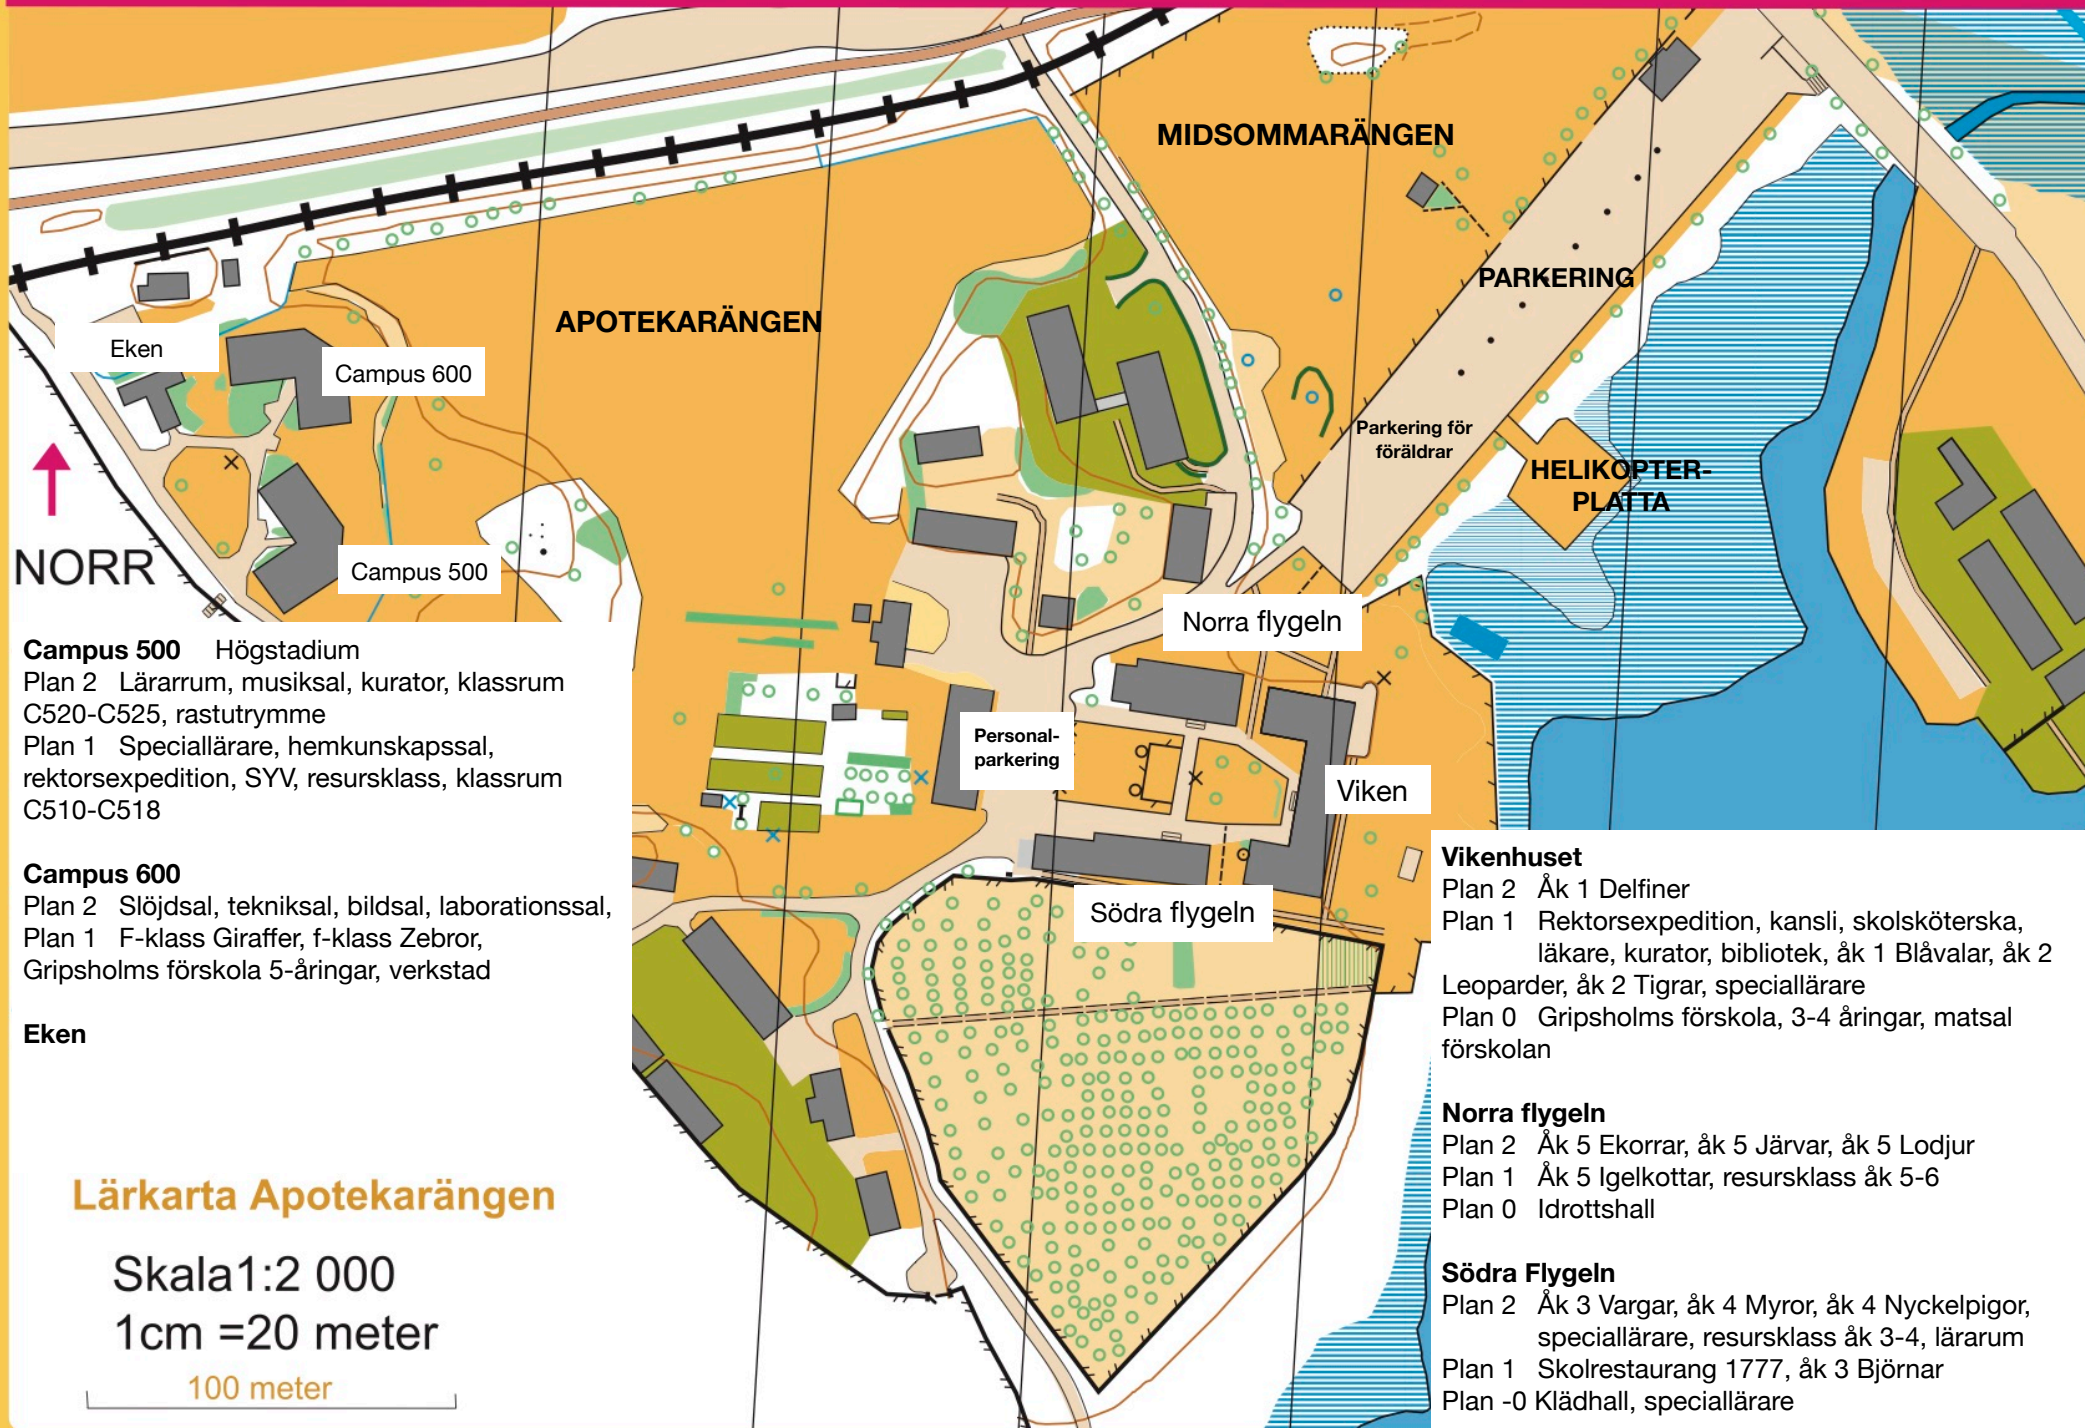 MIDSOMMARÄNGEN
PARKERING
APOTEKARÄNGEN
Eken
Campus 600
Parkering för
föräldrar
HELIKOPTER-
PLATTA
NORR
Campus 500
Norra flygeln
Personal-
parkering
Viken
Södra flygeln
Campus 500 Högstadium
Plan 2 Lärarrum, musiksal, kurator, klassrum
C520-C525, rastutrymme
Plan 1 Speciallärare, hemkunskapssal,
rektorsexpedition, SYV, resursklass, klassrum
C510-C518
Campus 600
Plan 2 Slöjdsal, tekniksal, bildsal, laborationssal,
Plan 1 F-klass Giraffer, f-klass Zebror,
Gripsholms förskola 5-åringar, verkstad
Eken
Lärkarta Apotekarängen
Skala1:2 000
1cm =20 meter
100 meter
Vikenhuset
Plan 2 Åk 1 Delfiner
Plan 1 Rektorsexpedition, kansli, skolsköterska,
läkare, kurator, bibliotek, åk 1 Blåvalar, åk 2
Leoparder, åk 2 Tigrar, speciallärare
Plan 0 Gripsholms förskola, 3-4 åringar, matsal
förskolan
Norra flygeln
Plan 2 Åk 5 Ekorrar, åk 5 Järvar, åk 5 Lodjur
Plan 1 Åk 5 Igelkottar, resursklass åk 5-6
Plan 0 Idrottshall
Södra Flygeln
Plan 2 Åk 3 Vargar, åk 4 Myror, åk 4 Nyckelpigor,
speciallärare, resursklass åk 3-4, lärarum
Plan 1 Skolrestaurang 1777, åk 3 Björnar
Plan -0 Klädhall, speciallärare